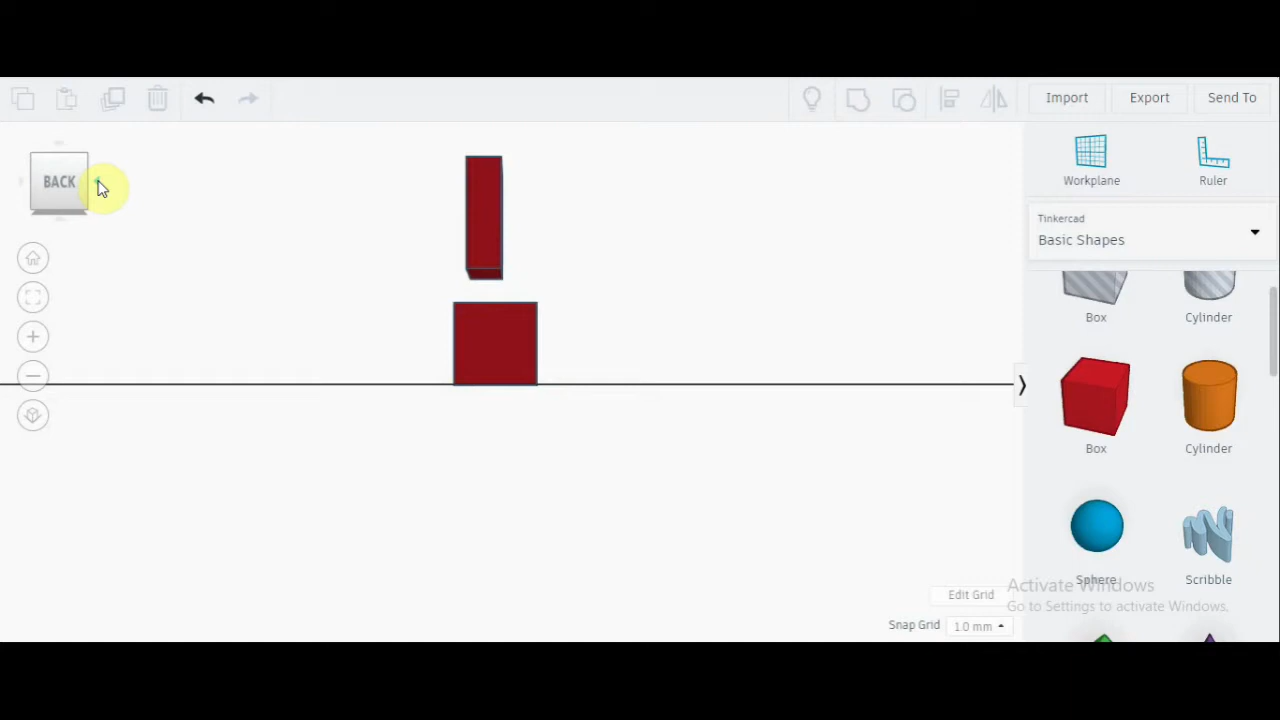 Import
Export
Send To
BACK
Workplane
Ruler
Tinkercad
Basic Shapes
Box
Cylinder
Box
Cylinder
Sphere
Scribble
Activate Windows
Go to Settings to activate Windows.
Edit Grid
Snap Grid
1.0 mm